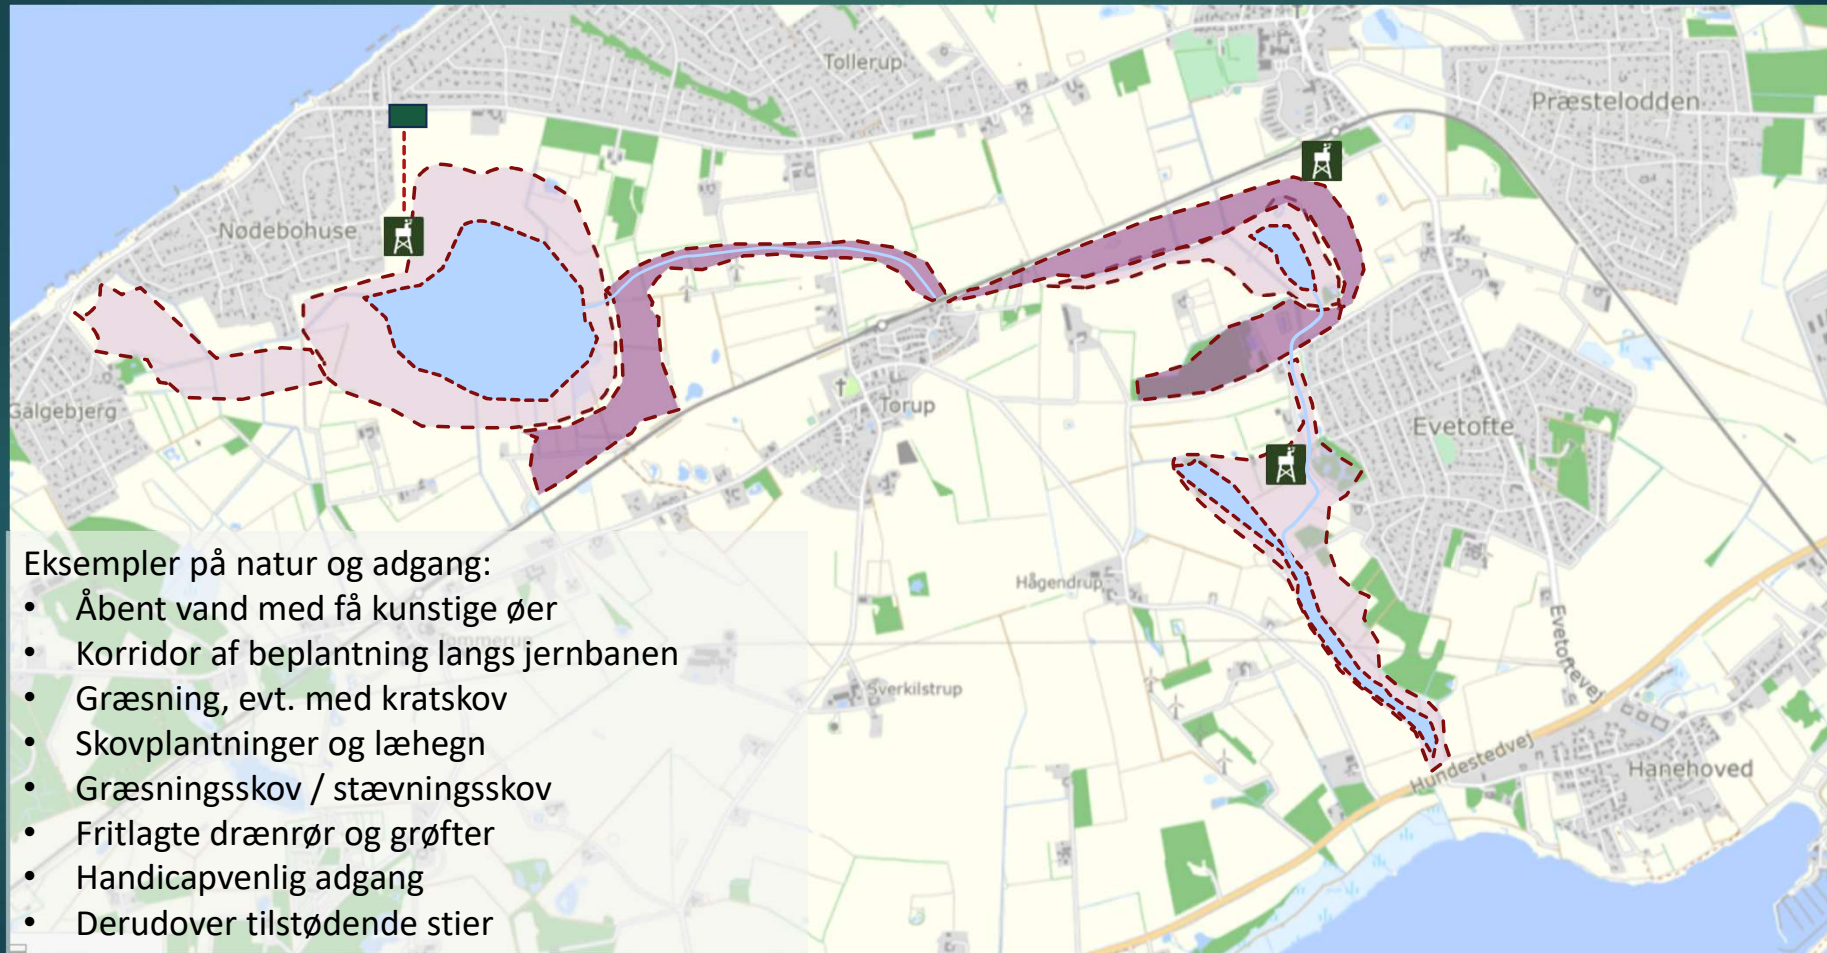 Tollerup
Præstelodden
Nødebohuse
Galgebjerg
Torup
Evetofte
Hågendrup
Sverkilstrup
Evetoftevej
Hundestedvej
Hanehoved
Eksempler på natur og adgang:
• Åbent vand med få kunstige øer
• Korridor af beplantning langs jernbanen
• Græsning, evt. med kratskov
• Skovplantninger og læhegn
• Græsningsskov / stævningsskov
• Fritlagte drænrør og grøfter
• Handicapvenlig adgang
• Derudover tilstødende stier